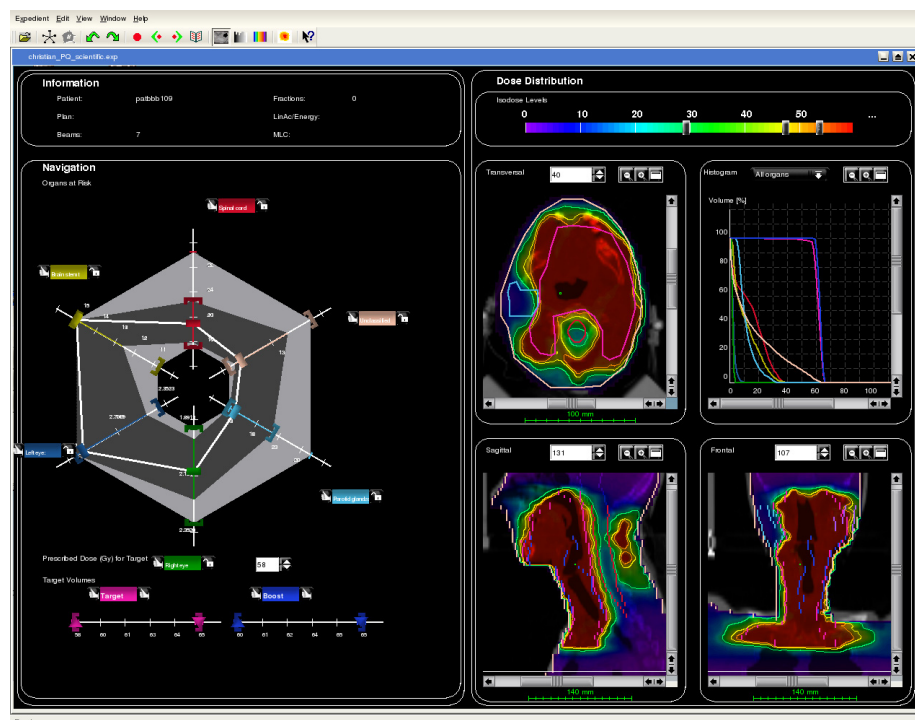 Expedient Edit View Window Help
christian_PO_scientific.exp
Information
Patient: patbbb109 Fractions: 0
Plan: LinAc/Energy:
Beams: 7 MLC:
Navigation
Organs at Risk
Spinal cord
Brainstem
Unclassified
Left eye
Parotid glands
Prescribed Dose (Gy) for Target
Right eye
58
Target Volumes
Target Boost
58 60 61 63 64 65
60 61 63 64 65
Dose Distribution
Isodose Levels
0 10 20 30 40 50 ...
Transversal 40
100 mm
Histogram All organs
Volume [%]
100
80
60
40
20
0
0 20 40 60 80 100
Sagittal 131
140 mm
Frontal 107
140 mm